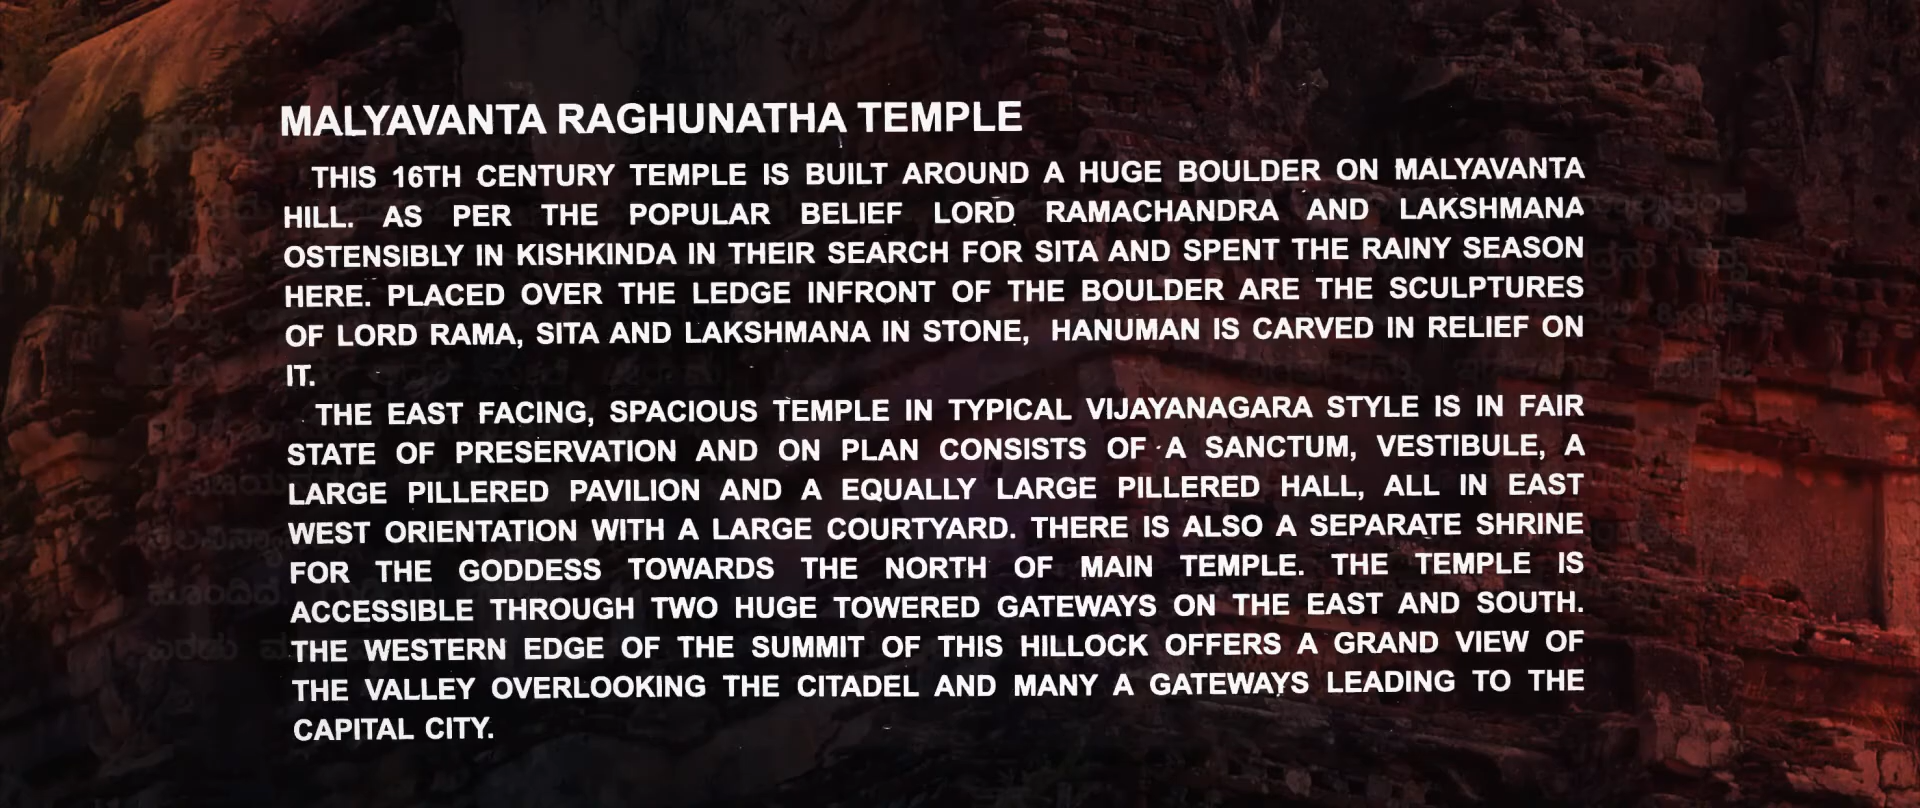 MALYAVANTA RAGHUNATHA TEMPLE
THIS 16TH CENTURY TEMPLE IS BUILT AROUND A HUGE BOULDER ON MALYAVANTA
HILL. AS PER THE POPULAR BELIEF LORD RAMACHANDRA AND LAKSHMANA
OSTENSIBLY IN KISHKINDA IN THEIR SEARCH FOR SITA AND SPENT THE RAINY SEASON
HERE. PLACED OVER THE LEDGE INFRONT OF THE BOULDER ARE THE SCULPTURES
OF LORD RAMA, SITA AND LAKSHMANA IN STONE, HANUMAN IS CARVED IN RELIEF ON
IT.
THE EAST FACING, SPACIOUS TEMPLE IN TYPICAL VIJAYANAGARA STYLE IS IN FAIR
STATE OF PRESERVATION AND ON PLAN CONSISTS OF A SANCTUM, VESTIBULE, A
LARGE PILLERED PAVILION AND A EQUALLY LARGE PILLERED HALL, ALL IN EAST
WEST ORIENTATION WITH A LARGE COURTYARD. THERE IS ALSO A SEPARATE SHRINE
FOR THE GODDESS TOWARDS THE NORTH OF MAIN TEMPLE. THE TEMPLE IS
ACCESSIBLE THROUGH TWO HUGE TOWERED GATEWAYS ON THE EAST AND SOUTH.
THE WESTERN EDGE OF THE SUMMIT OF THIS HILLOCK OFFERS A GRAND VIEW OF
THE VALLEY OVERLOOKING THE CITADEL AND MANY A GATEWAYS LEADING TO THE
CAPITAL CITY.